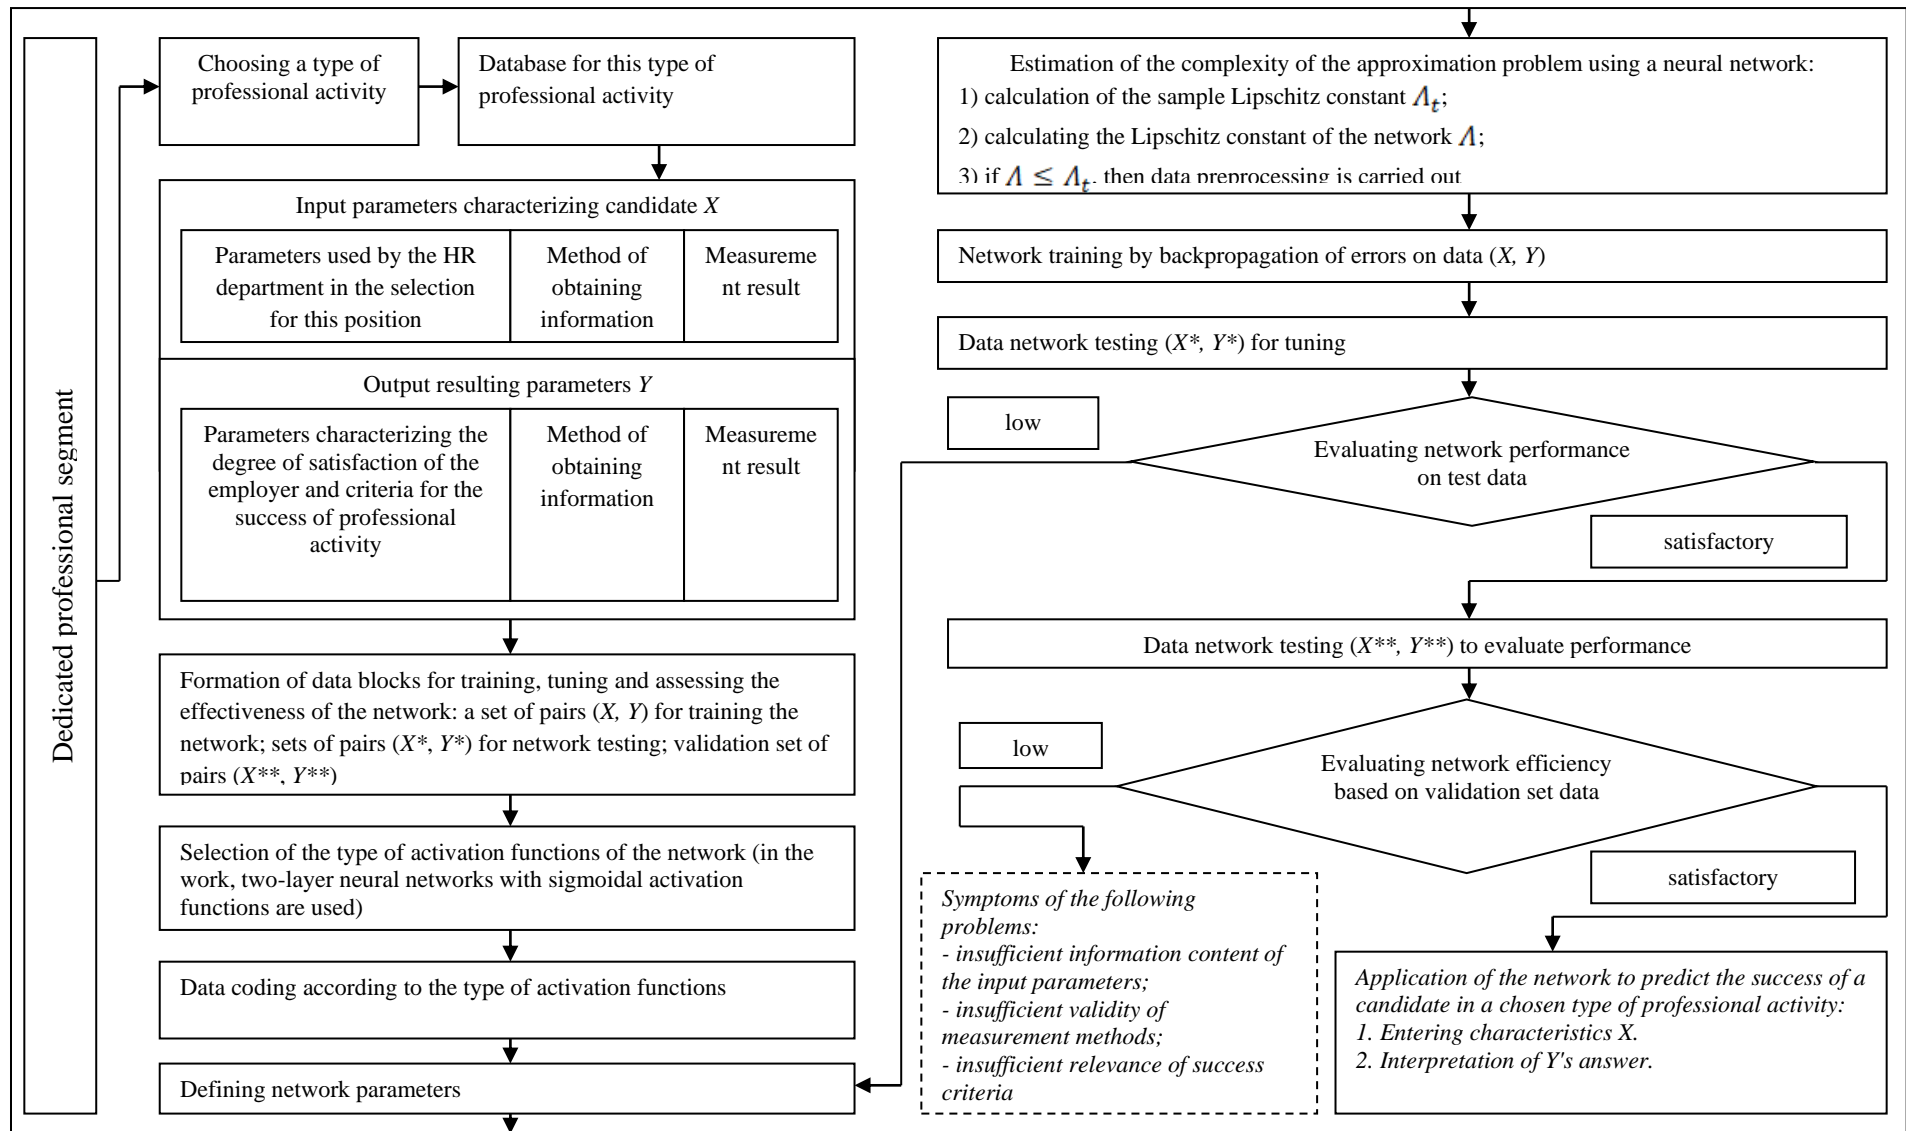 Dedicated professional segment
Choosing a type of
professional activity
Database for this type of
professional activity
Input parameters characterizing candidate X
Parameters used by the HR
department in the selection
for this position
Method of
obtaining
information
Measureme
nt result
Output resulting parameters Y
Parameters characterizing the
degree of satisfaction of the
employer and criteria for the
success of professional
activity
Method of
obtaining
information
Measureme
nt result
Formation of data blocks for training, tuning and assessing the
effectiveness of the network: a set of pairs (X, Y) for training the
network; sets of pairs (X*, Y*) for network testing; validation set of
pairs (X**, Y**)
Selection of the type of activation functions of the network (in the
work, two-layer neural networks with sigmoidal activation
functions are used)
Data coding according to the type of activation functions
Defining network parameters
Estimation of the complexity of the approximation problem using a neural network:
1) calculation of the sample Lipschitz constant Λt;
2) calculating the Lipschitz constant of the network Λ;
3) if Λ ≤ Λt, then data preprocessing is carried out
Network training by backpropagation of errors on data (X, Y)
Data network testing (X*, Y*) for tuning
low
Evaluating network performance
on test data
satisfactory
Data network testing (X**, Y**) to evaluate performance
low
Evaluating network efficiency
based on validation set data
satisfactory
Symptoms of the following
problems:
- insufficient information content of
the input parameters;
- insufficient validity of
measurement methods;
- insufficient relevance of success
criteria
Application of the network to predict the success of a
candidate in a chosen type of professional activity:
1. Entering characteristics X.
2. Interpretation of Y's answer.